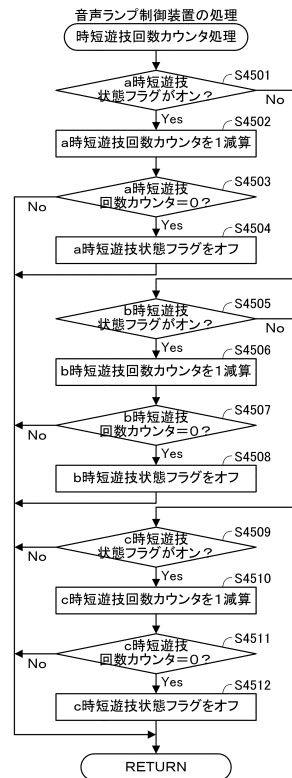 音声ランプ制御装置の処理
時短遊技回数カウンタ処理
S4501
a時短遊技
状態フラグがオン？
No
Yes
S4502
a時短遊技回数カウンタを1減算
S4503
a時短遊技
回数カウンタ＝0？
No
Yes
S4504
a時短遊技状態フラグをオフ
S4505
b時短遊技
状態フラグがオン？
No
Yes
S4506
b時短遊技回数カウンタを1減算
S4507
b時短遊技
回数カウンタ＝0？
No
Yes
S4508
b時短遊技状態フラグをオフ
S4509
c時短遊技
状態フラグがオン？
No
Yes
S4510
c時短遊技回数カウンタを1減算
S4511
c時短遊技
回数カウンタ＝0？
No
Yes
S4512
c時短遊技状態フラグをオフ
RETURN